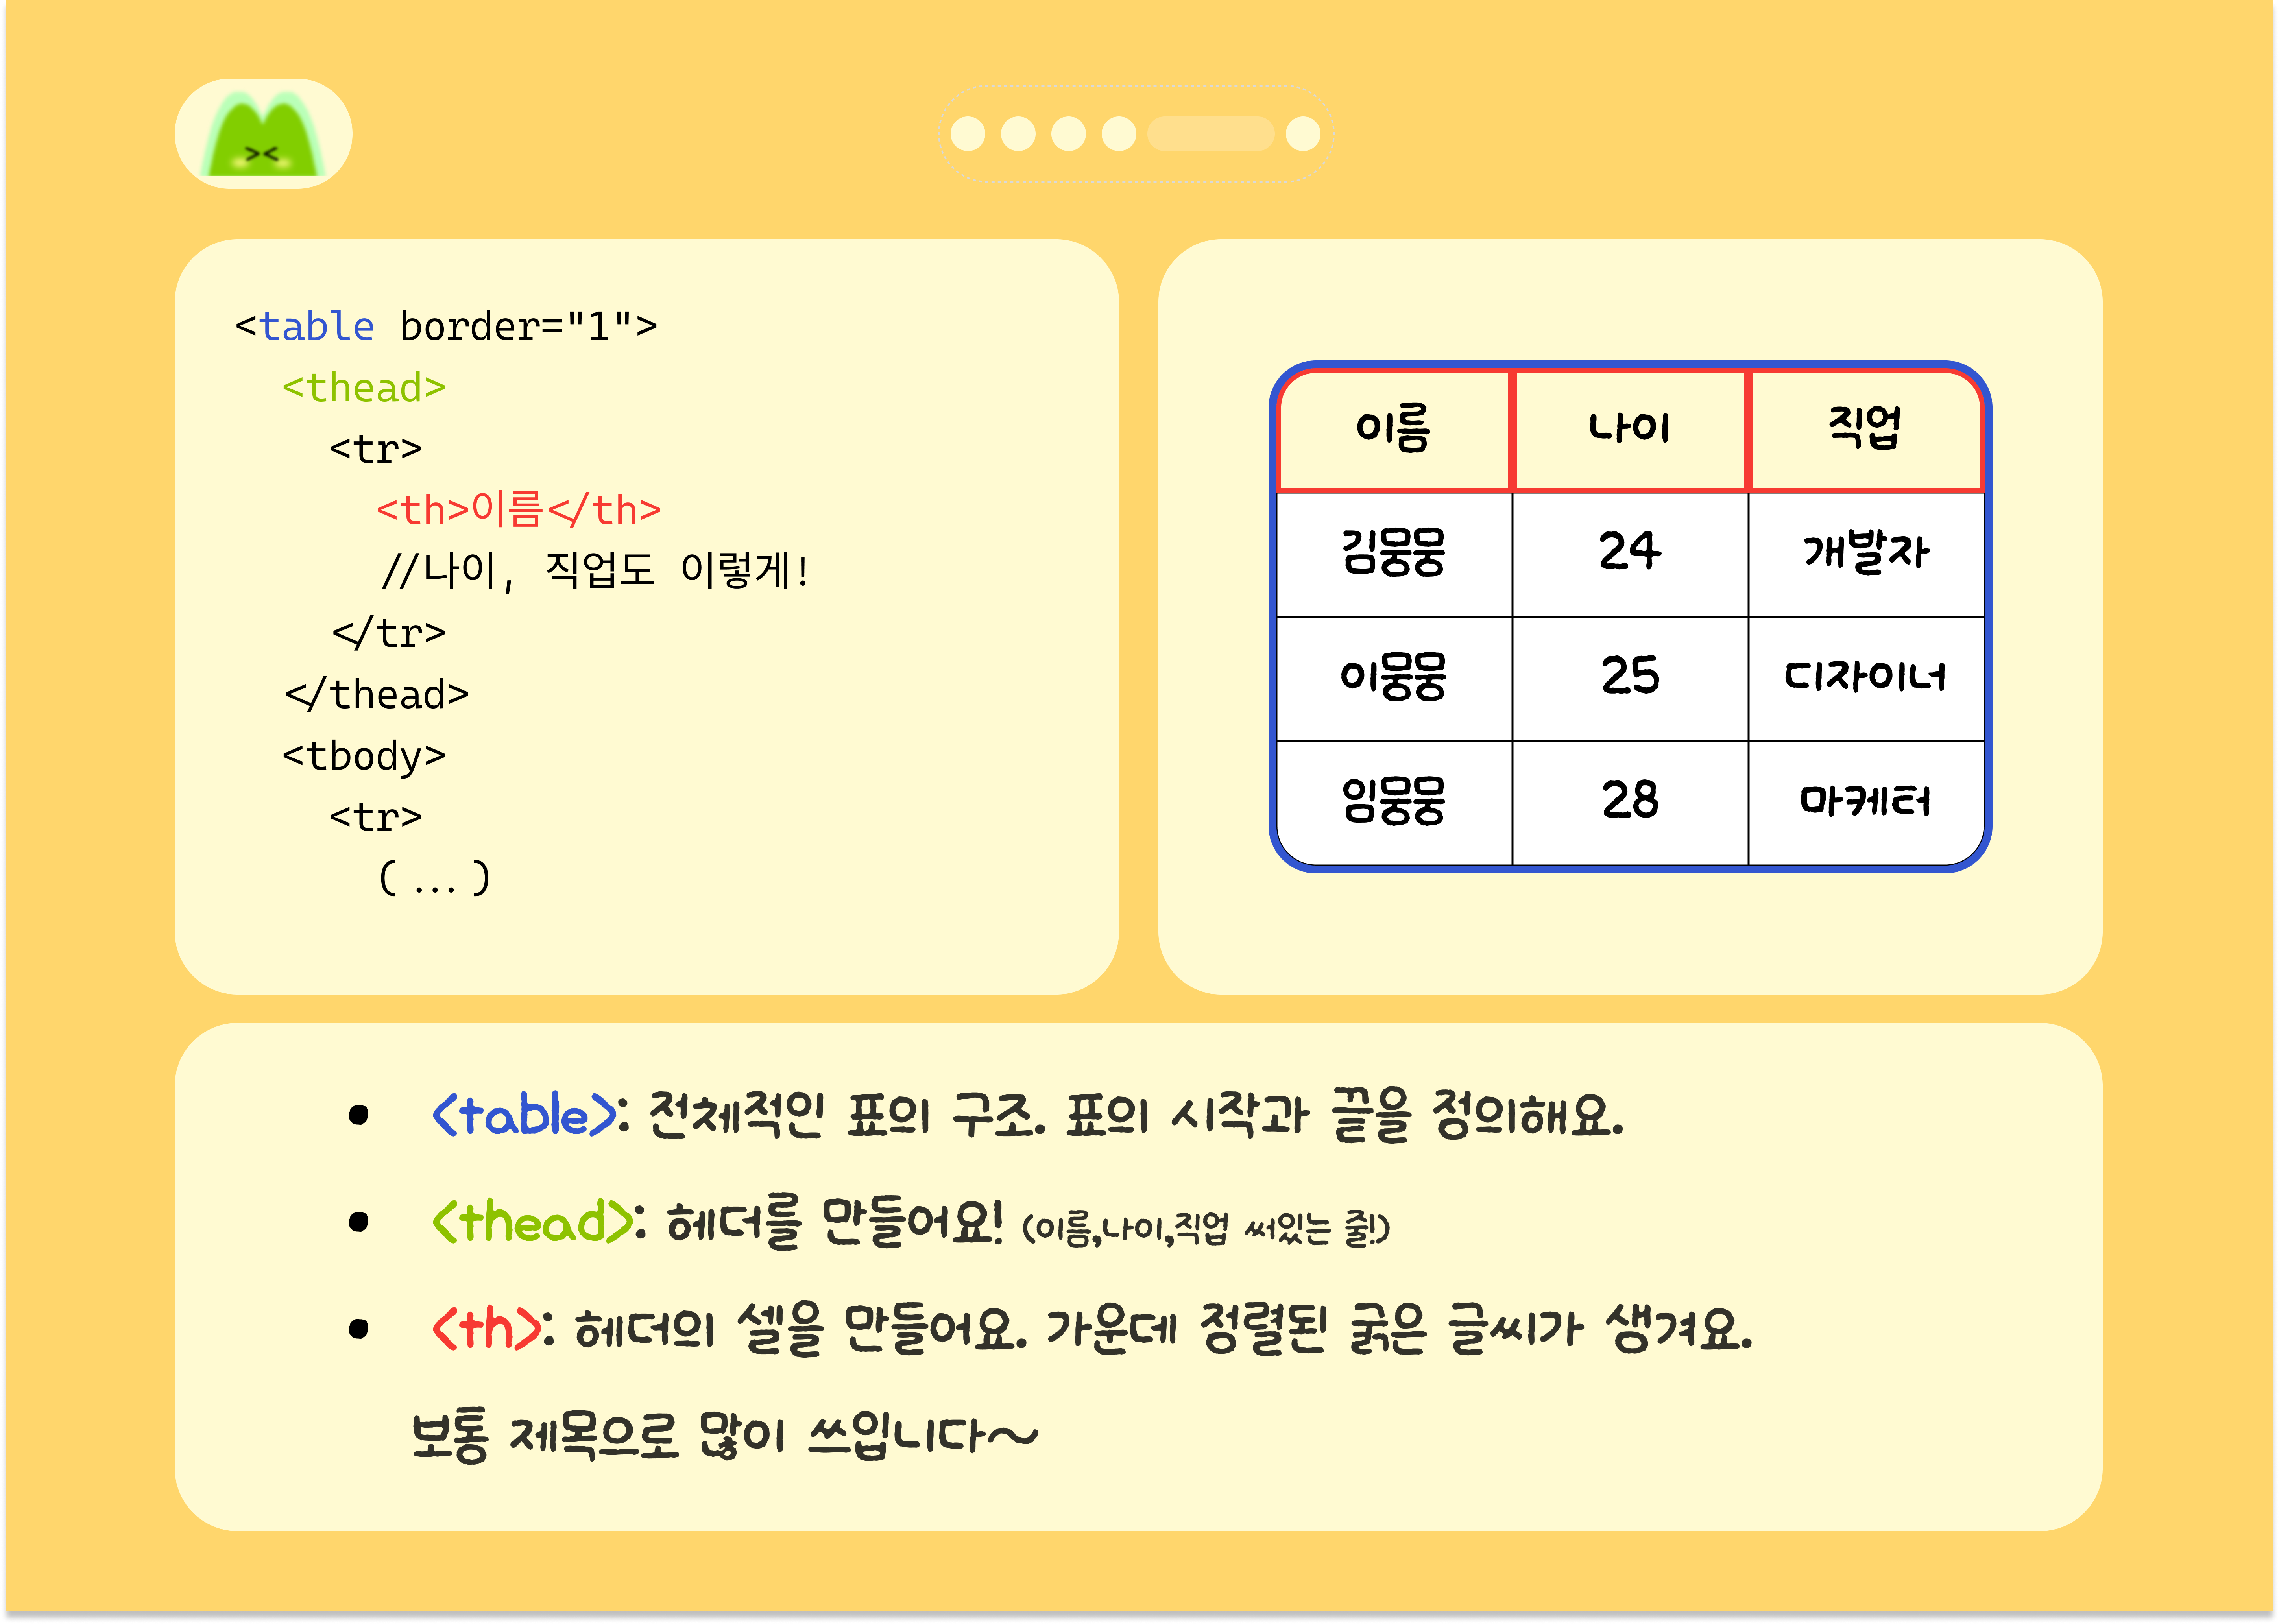 <table border="1">
<thead>
<tr>
<th>이름</th>
//나이, 직업도 이렇게!
</tr>
</thead>
<tbody>
<tr>
(...)
이름 나이 직업
김뭉뭉 24 개발자
이뭉뭉 25 디자이너
임뭉뭉 28 마케터
• <table>: 전체적인 표의 구조. 표의 시작과 끝을 정의해요.
• <thead>: 헤더를 만들어요! (이름,나이,직업 써있는 줄!)
• <th>: 헤더의 셀을 만들어요. 가운데 정렬된 굵은 글씨가 생겨요.
보통 제목으로 많이 쓰입니다~